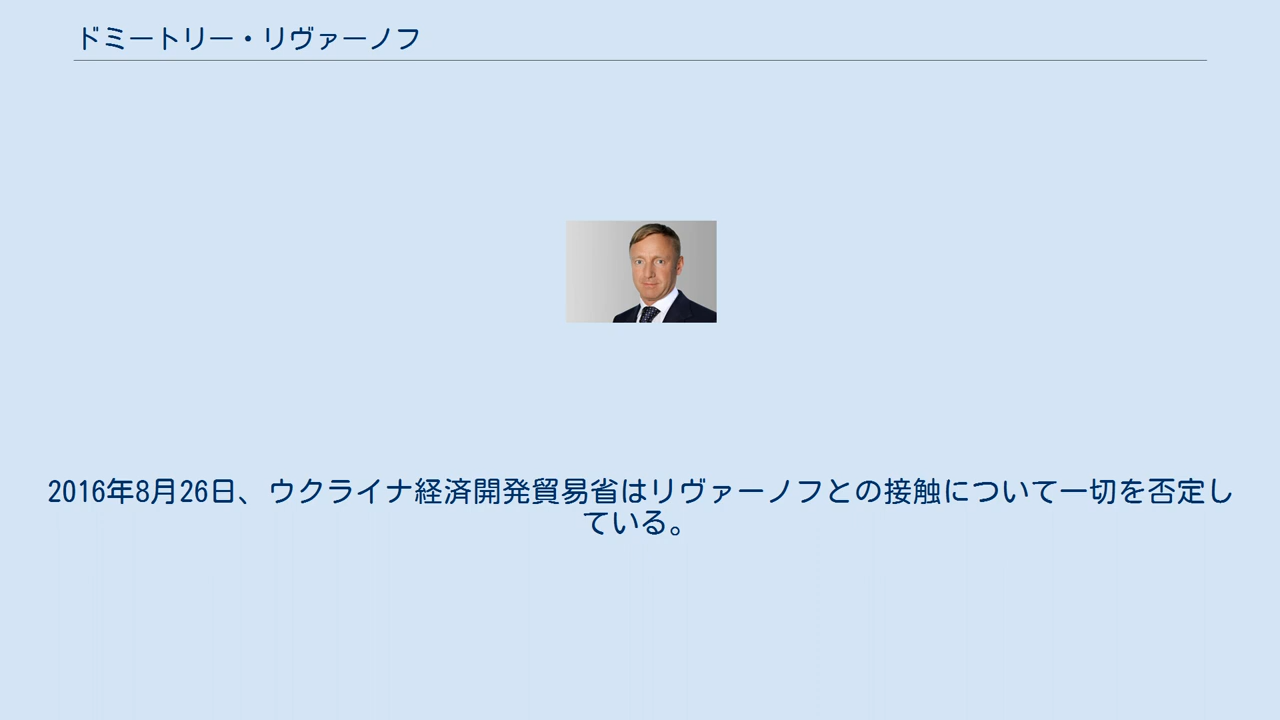 ドミートリー・リヴァーノフ
2016年8月26日、ウクライナ経済開発貿易省はリヴァーノフとの接触について一切を否定し
ている。